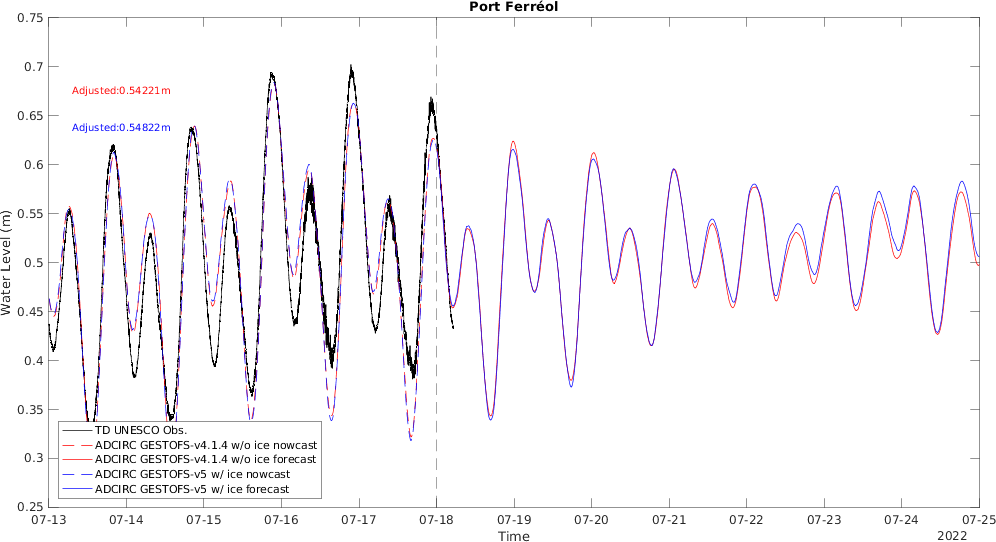 Port Ferréol
0.75
0.7
0.65
0.6
0.55
0.5
0.45
0.4
0.35
0.3
0.25
Water Level (m)
Adjusted:0.54221m
Adjusted:0.54822m
TD UNESCO Obs.
ADCIRC GESTOFS-v4.1.4 w/o ice nowcast
ADCIRC GESTOFS-v4.1.4 w/o ice forecast
ADCIRC GESTOFS-v5 w/ ice nowcast
ADCIRC GESTOFS-v5 w/ ice forecast
07-13 07-14 07-15 07-16 07-17 07-18 07-19 07-20 07-21 07-22 07-23 07-24 07-25
Time
2022